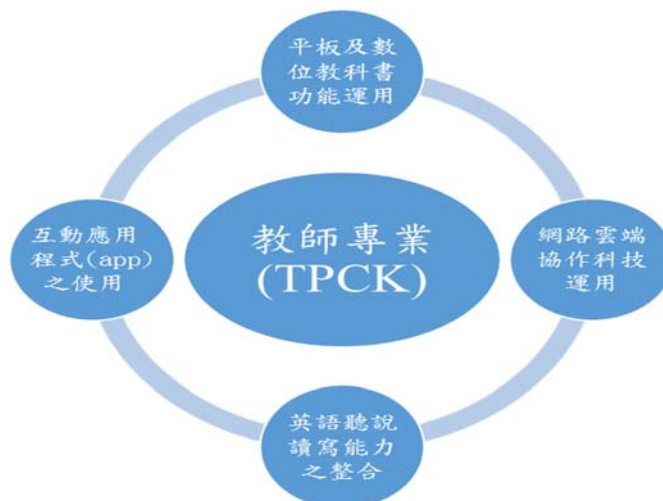 平板及數
位教科書
功能運用
教師專業
(TPCK)
互動應用
程式(app)
之使用
網路雲端
協作科技
運用
英語聽說
讀寫能力
之整合